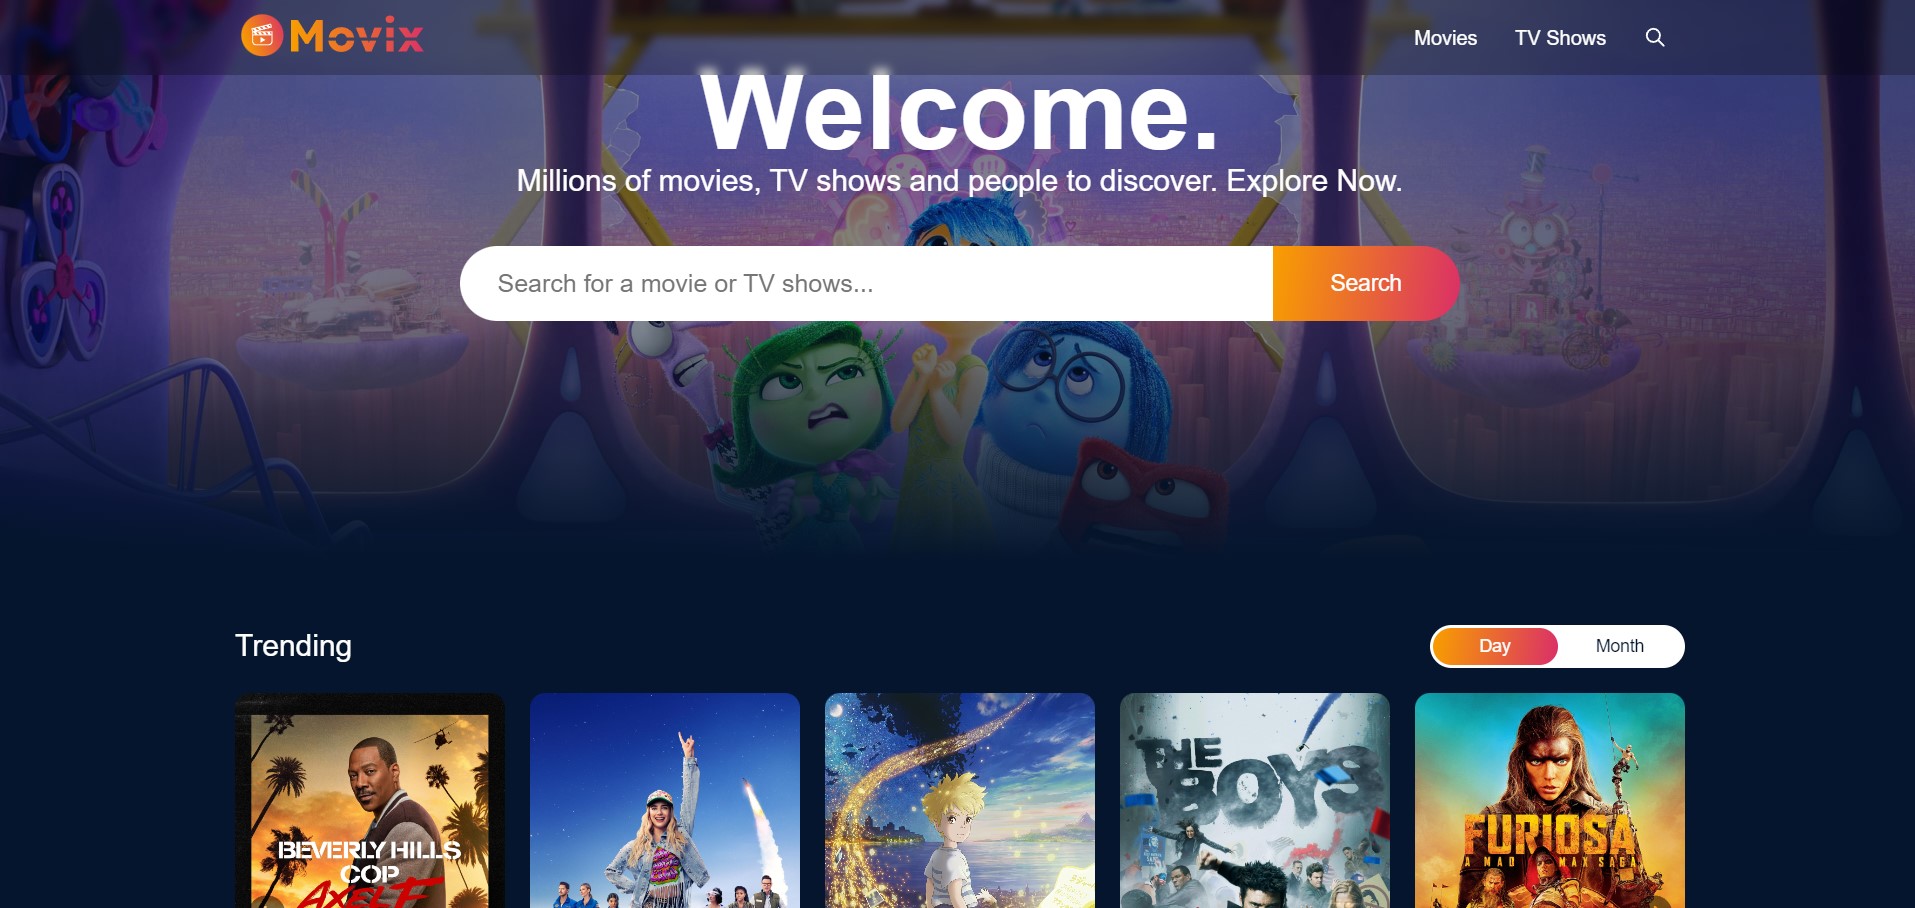 Movix
Movies
TV Shows
Welcome.
Millions of movies, TV shows and people to discover. Explore Now.
Search for a movie or TV shows...
Search
Trending
Day
Month
BEVERLY HILLS
COP
AXEL F
THE
BOYS
FURIOSA
A MAD MAX SAGA